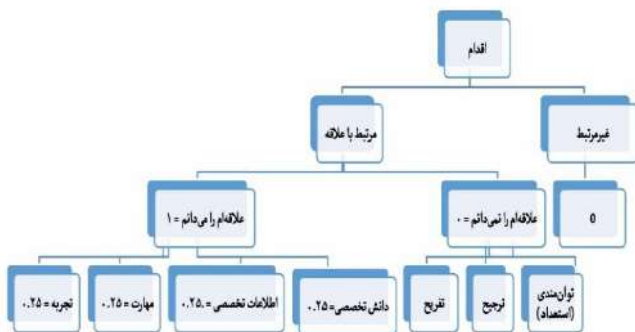 اقدام
غیرمرتبط
مرتبط با علاقه
0
علاقه‌ام را نمی‌دانم = ۰
علاقه‌ام را می‌دانم = ۱
توان‌مندی
(استعداد)
ترجیح
تفریح
دانش تخصصی= ۰.۲۵
اطلاعات تخصصی = .۰.۲۵
مهارت = ۰.۲۵
تجربه = ۰.۲۵